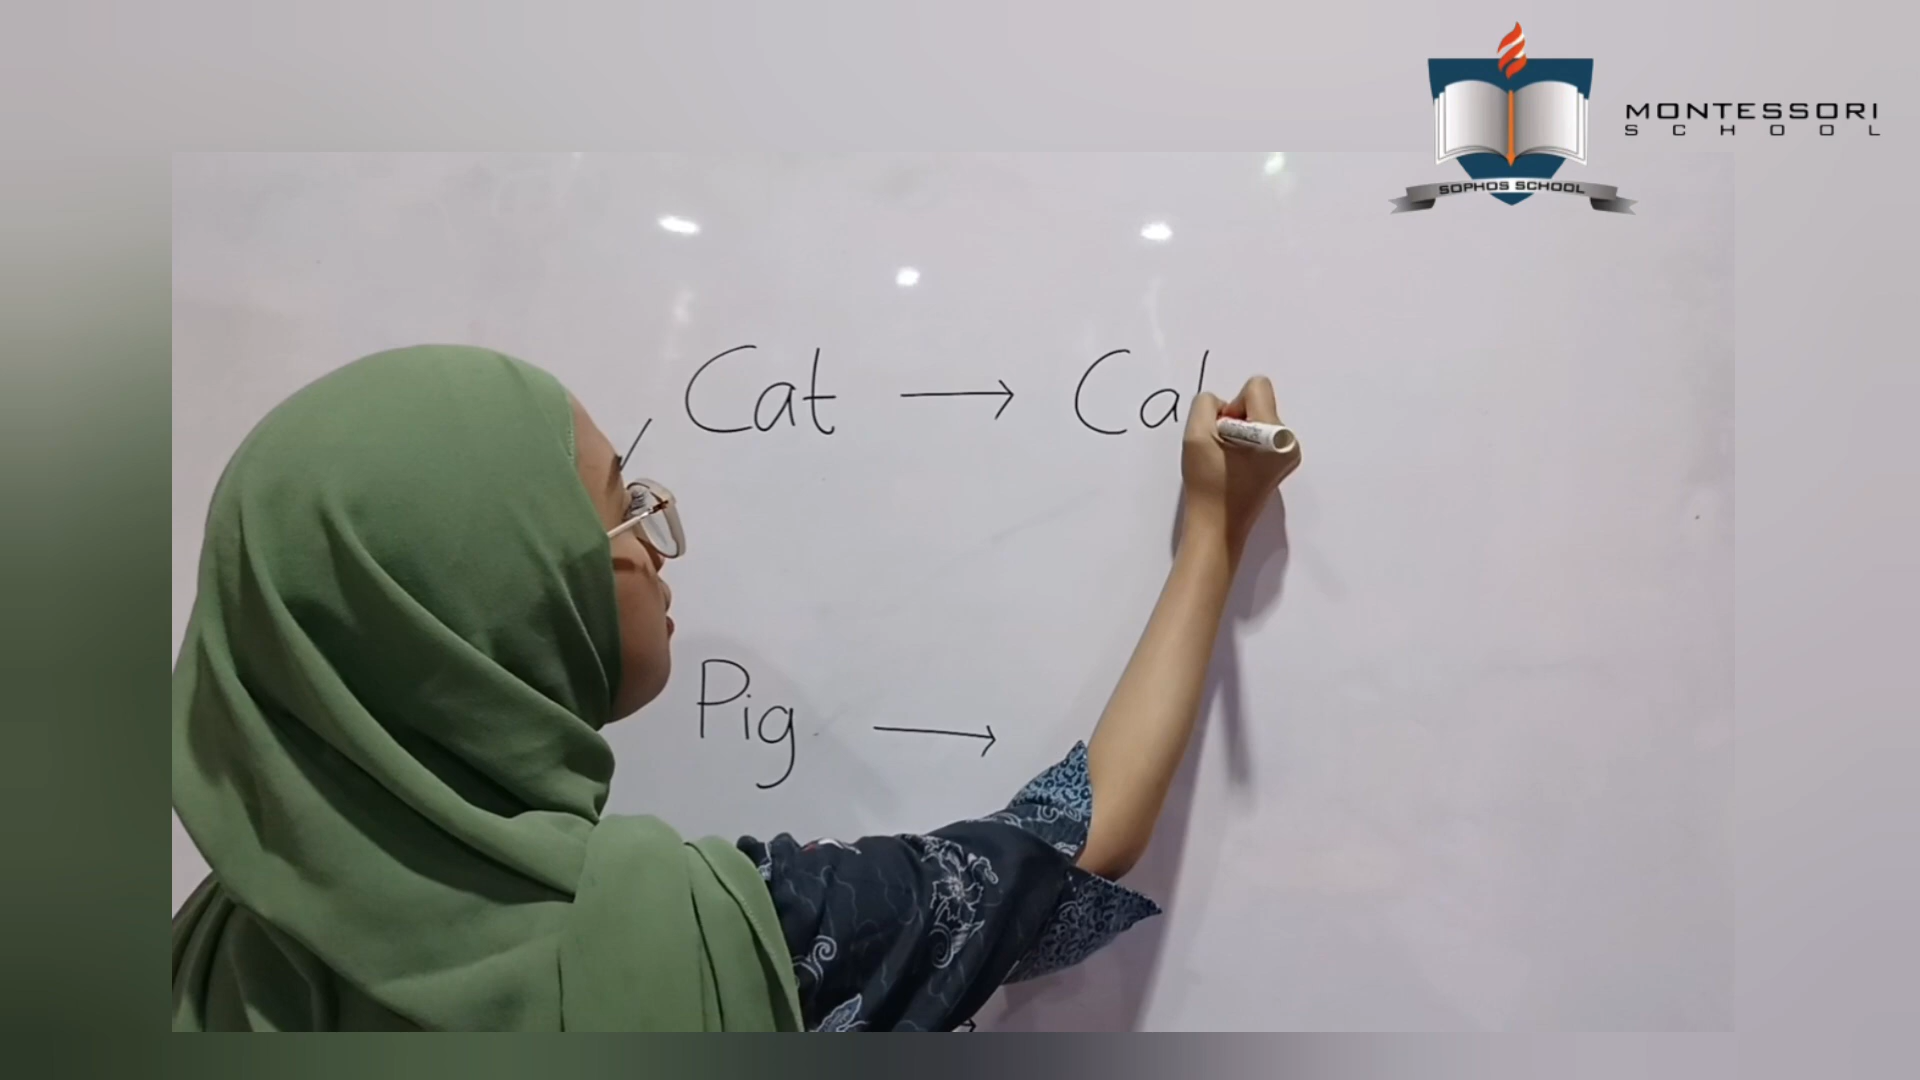 MONTESSORI
SCHOOL
SOPHOS SCHOOL
Cat → Ca
Pig →